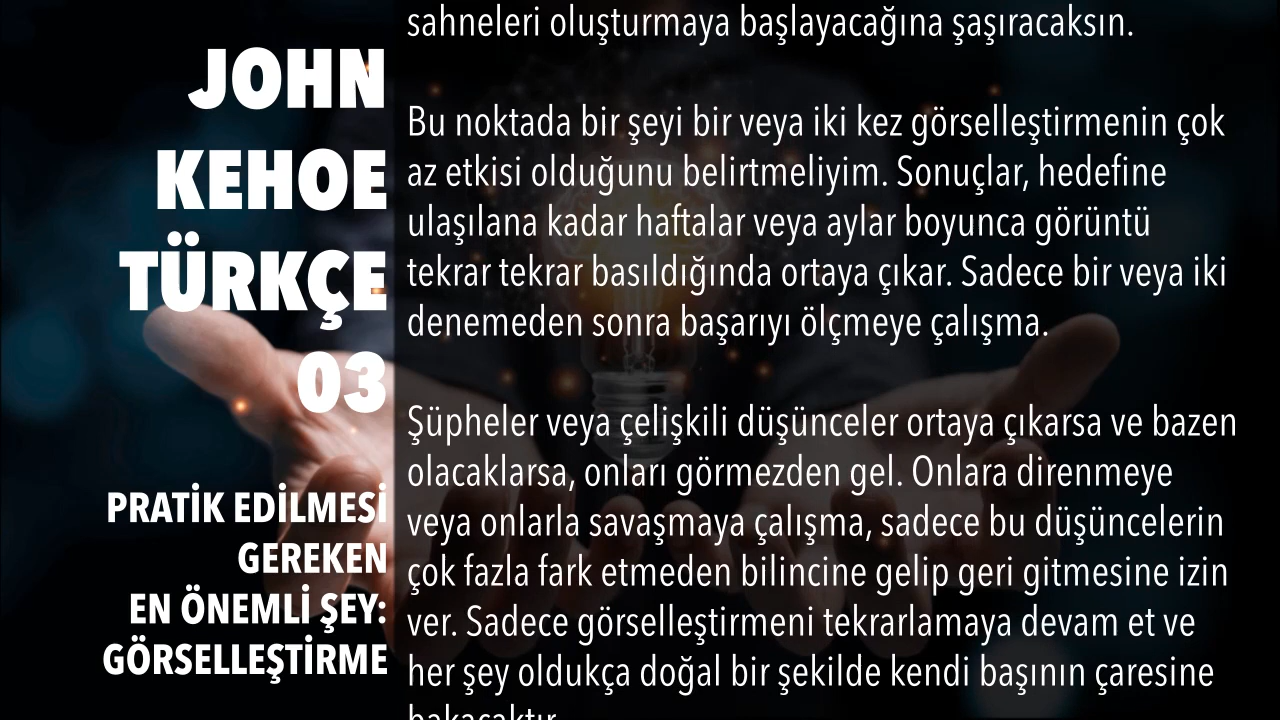 JOHN
KEHOE
TÜRKÇE
03
PRATİK EDİLMESİ
GEREKEN
EN ÖNEMLİ ŞEY:
GÖRSELLEŞTİRME
sahneleri oluşturmaya başlayacağına şaşıracaksın.
Bu noktada bir şeyi bir veya iki kez görselleştirmenin çok
az etkisi olduğunu belirtmeliyim. Sonuçlar, hedefine
ulaşılana kadar haftalar veya aylar boyunca görüntü
tekrar tekrar basıldığında ortaya çıkar. Sadece bir veya iki
denemeden sonra başarıyı ölçmeye çalışma.
Şüpheler veya çelişkili düşünceler ortaya çıkarsa ve bazen
olacaklarsa, onları görmezden gel. Onlara direnmeye
veya onlarla savaşmaya çalışma, sadece bu düşüncelerin
çok fazla fark etmeden bilincine gelip geri gitmesine izin
ver. Sadece görselleştirmeni tekrarlamaya devam et ve
her şey oldukça doğal bir şekilde kendi başının çaresine
bakacaktır.